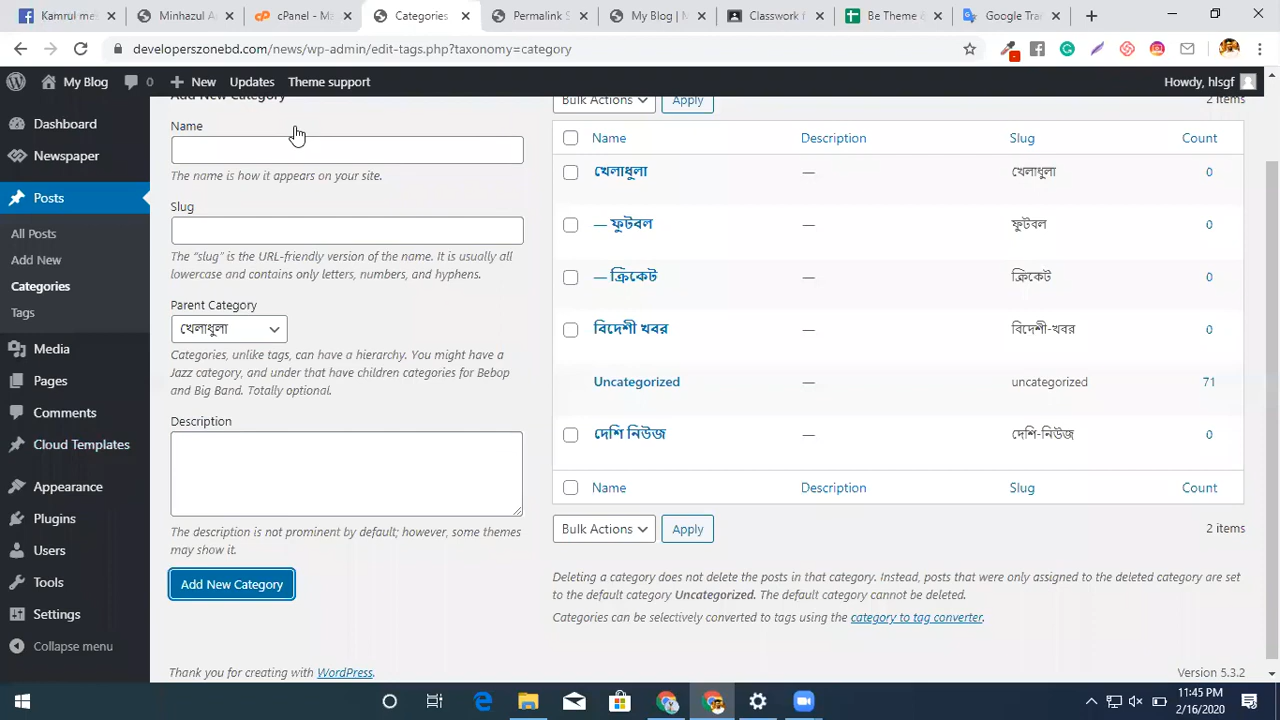 Kamrul me
Minhazul A
cPanel - M
Categories
Permalink S
My Blog | N
Classwork f
Be Theme &
Google Tra
developerszonebd.com/news/wp-admin/edit-tags.php?taxonomy=category
My Blog
0
New
Updates
Theme support
Howdy, hlsgf
Dashboard
Newspaper
Posts
All Posts
Add New
Categories
Tags
Media
Pages
Comments
Cloud Templates
Appearance
Plugins
Users
Tools
Settings
Collapse menu
Add New Category
Name
The name is how it appears on your site.
Slug
The “slug” is the URL-friendly version of the name. It is usually all
lowercase and contains only letters, numbers, and hyphens.
Parent Category
খেলাধুলা
Categories, unlike tags, can have a hierarchy. You might have a
Jazz category, and under that have children categories for Bebop
and Big Band. Totally optional.
Description
The description is not prominent by default; however, some themes
may show it.
Add New Category
Bulk Actions
Apply
2 items
Name Description Slug Count
খেলাধুলা — খেলাধুলা 0
— ফুটবল — ফুটবল 0
— ক্রিকেট — ক্রিকেট 0
বিদেশী খবর — বিদেশী-খবর 0
Uncategorized — uncategorized 71
দেশি নিউজ — দেশি-নিউজ 0
Name Description Slug Count
Bulk Actions
Apply
2 items
Deleting a category does not delete the posts in that category. Instead, posts that were only assigned to the deleted category are set
to the default category Uncategorized. The default category cannot be deleted.
Categories can be selectively converted to tags using the category to tag converter.
Thank you for creating with WordPress.
Version 5.3.2
11:45 PM
2/16/2020